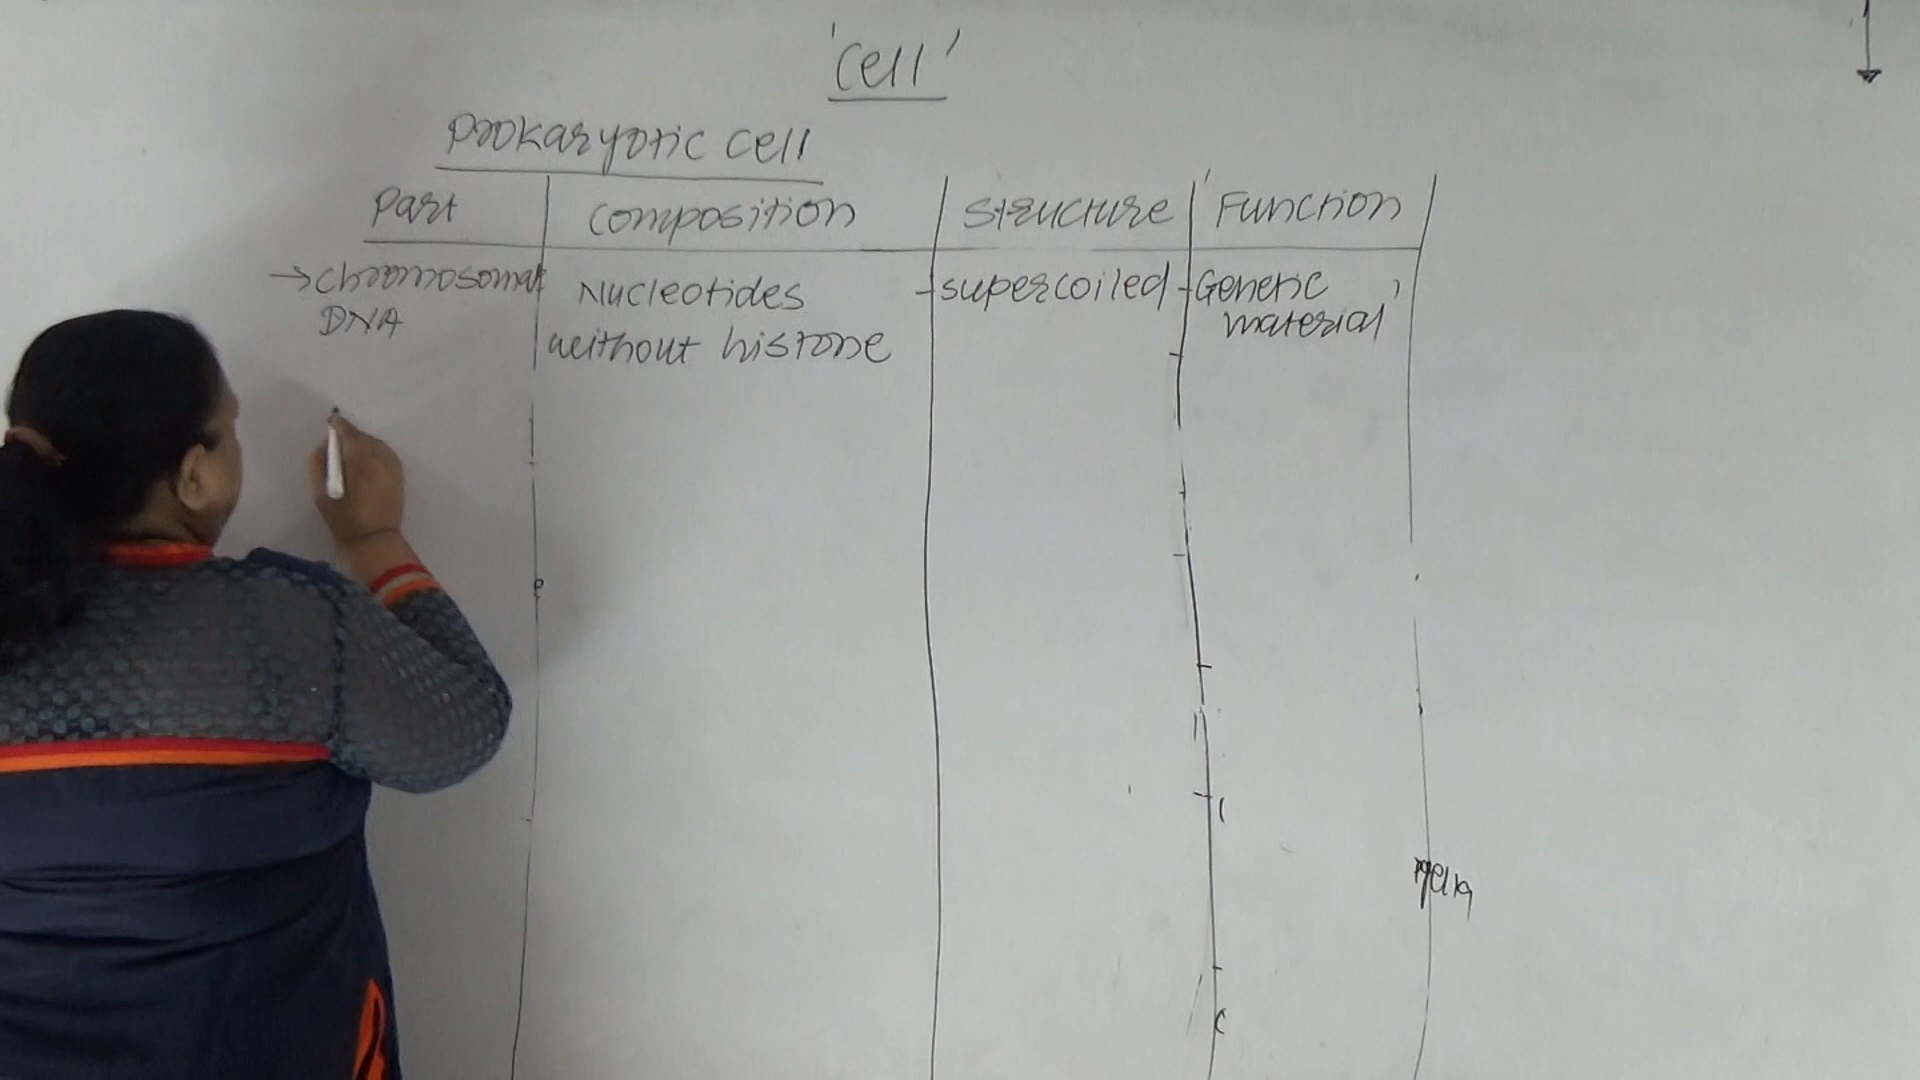 'Cell'
Prokaryotic cell
Part Composition Structure Function
→ Chromosomal Nucleotides - supercoiled - Genetic
DNA without histone material